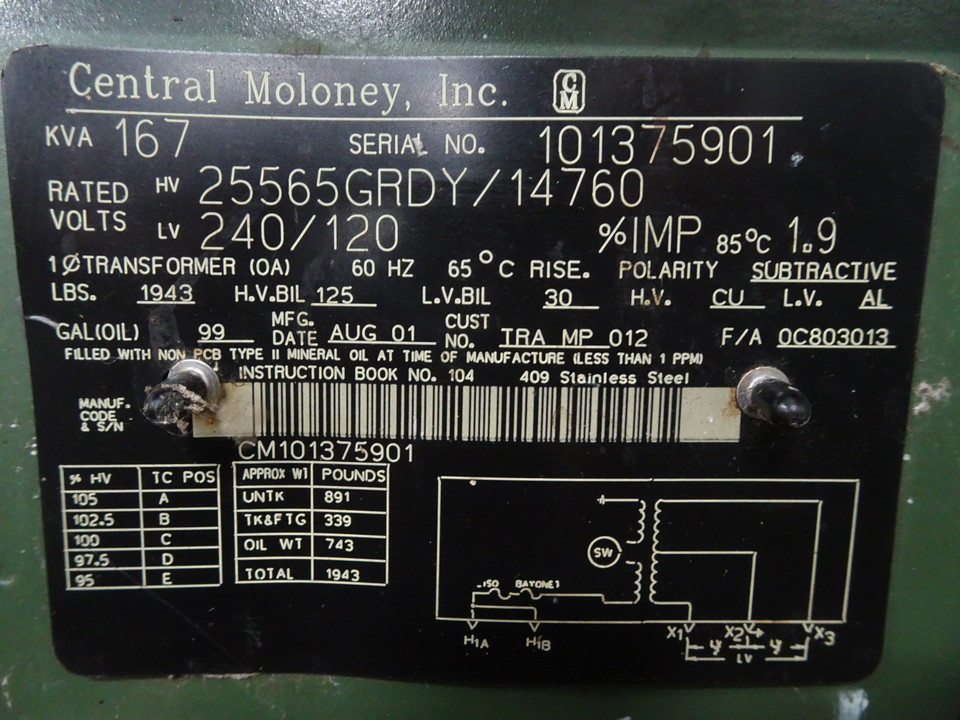 Central Moloney, Inc. CM
KVA 167 SERIAL NO. 101375901
RATED VOLTS HV 25565GRDY/14760
LV 240/120 %IMP 85°C 1.9
1Ø TRANSFORMER (OA) 60 HZ 65°C RISE. POLARITY SUBTRACTIVE
LBS. 1943 H.V.BIL 125 L.V.BIL 30 H.V. CU L.V. AL
GAL(OIL) 99 MFG. DATE AUG 01 CUST NO. TRA MP 012 F/A 0C803013
FILLED WITH NON PCB TYPE II MINERAL OIL AT TIME OF MANUFACTURE (LESS THAN 1 PPM)
INSTRUCTION BOOK NO. 104 409 Stainless Steel
MANUF.
CODE
& S/N
CM101375901
% HV TC POS
105 A
102.5 B
100 C
97.5 D
95 E
APPROX WT POUNDS
UNTK 891
TK&FTG 339
OIL WT 743
TOTAL 1943
SW
ISO BAYONET
H1A H1B
X1 X2 X3
LV